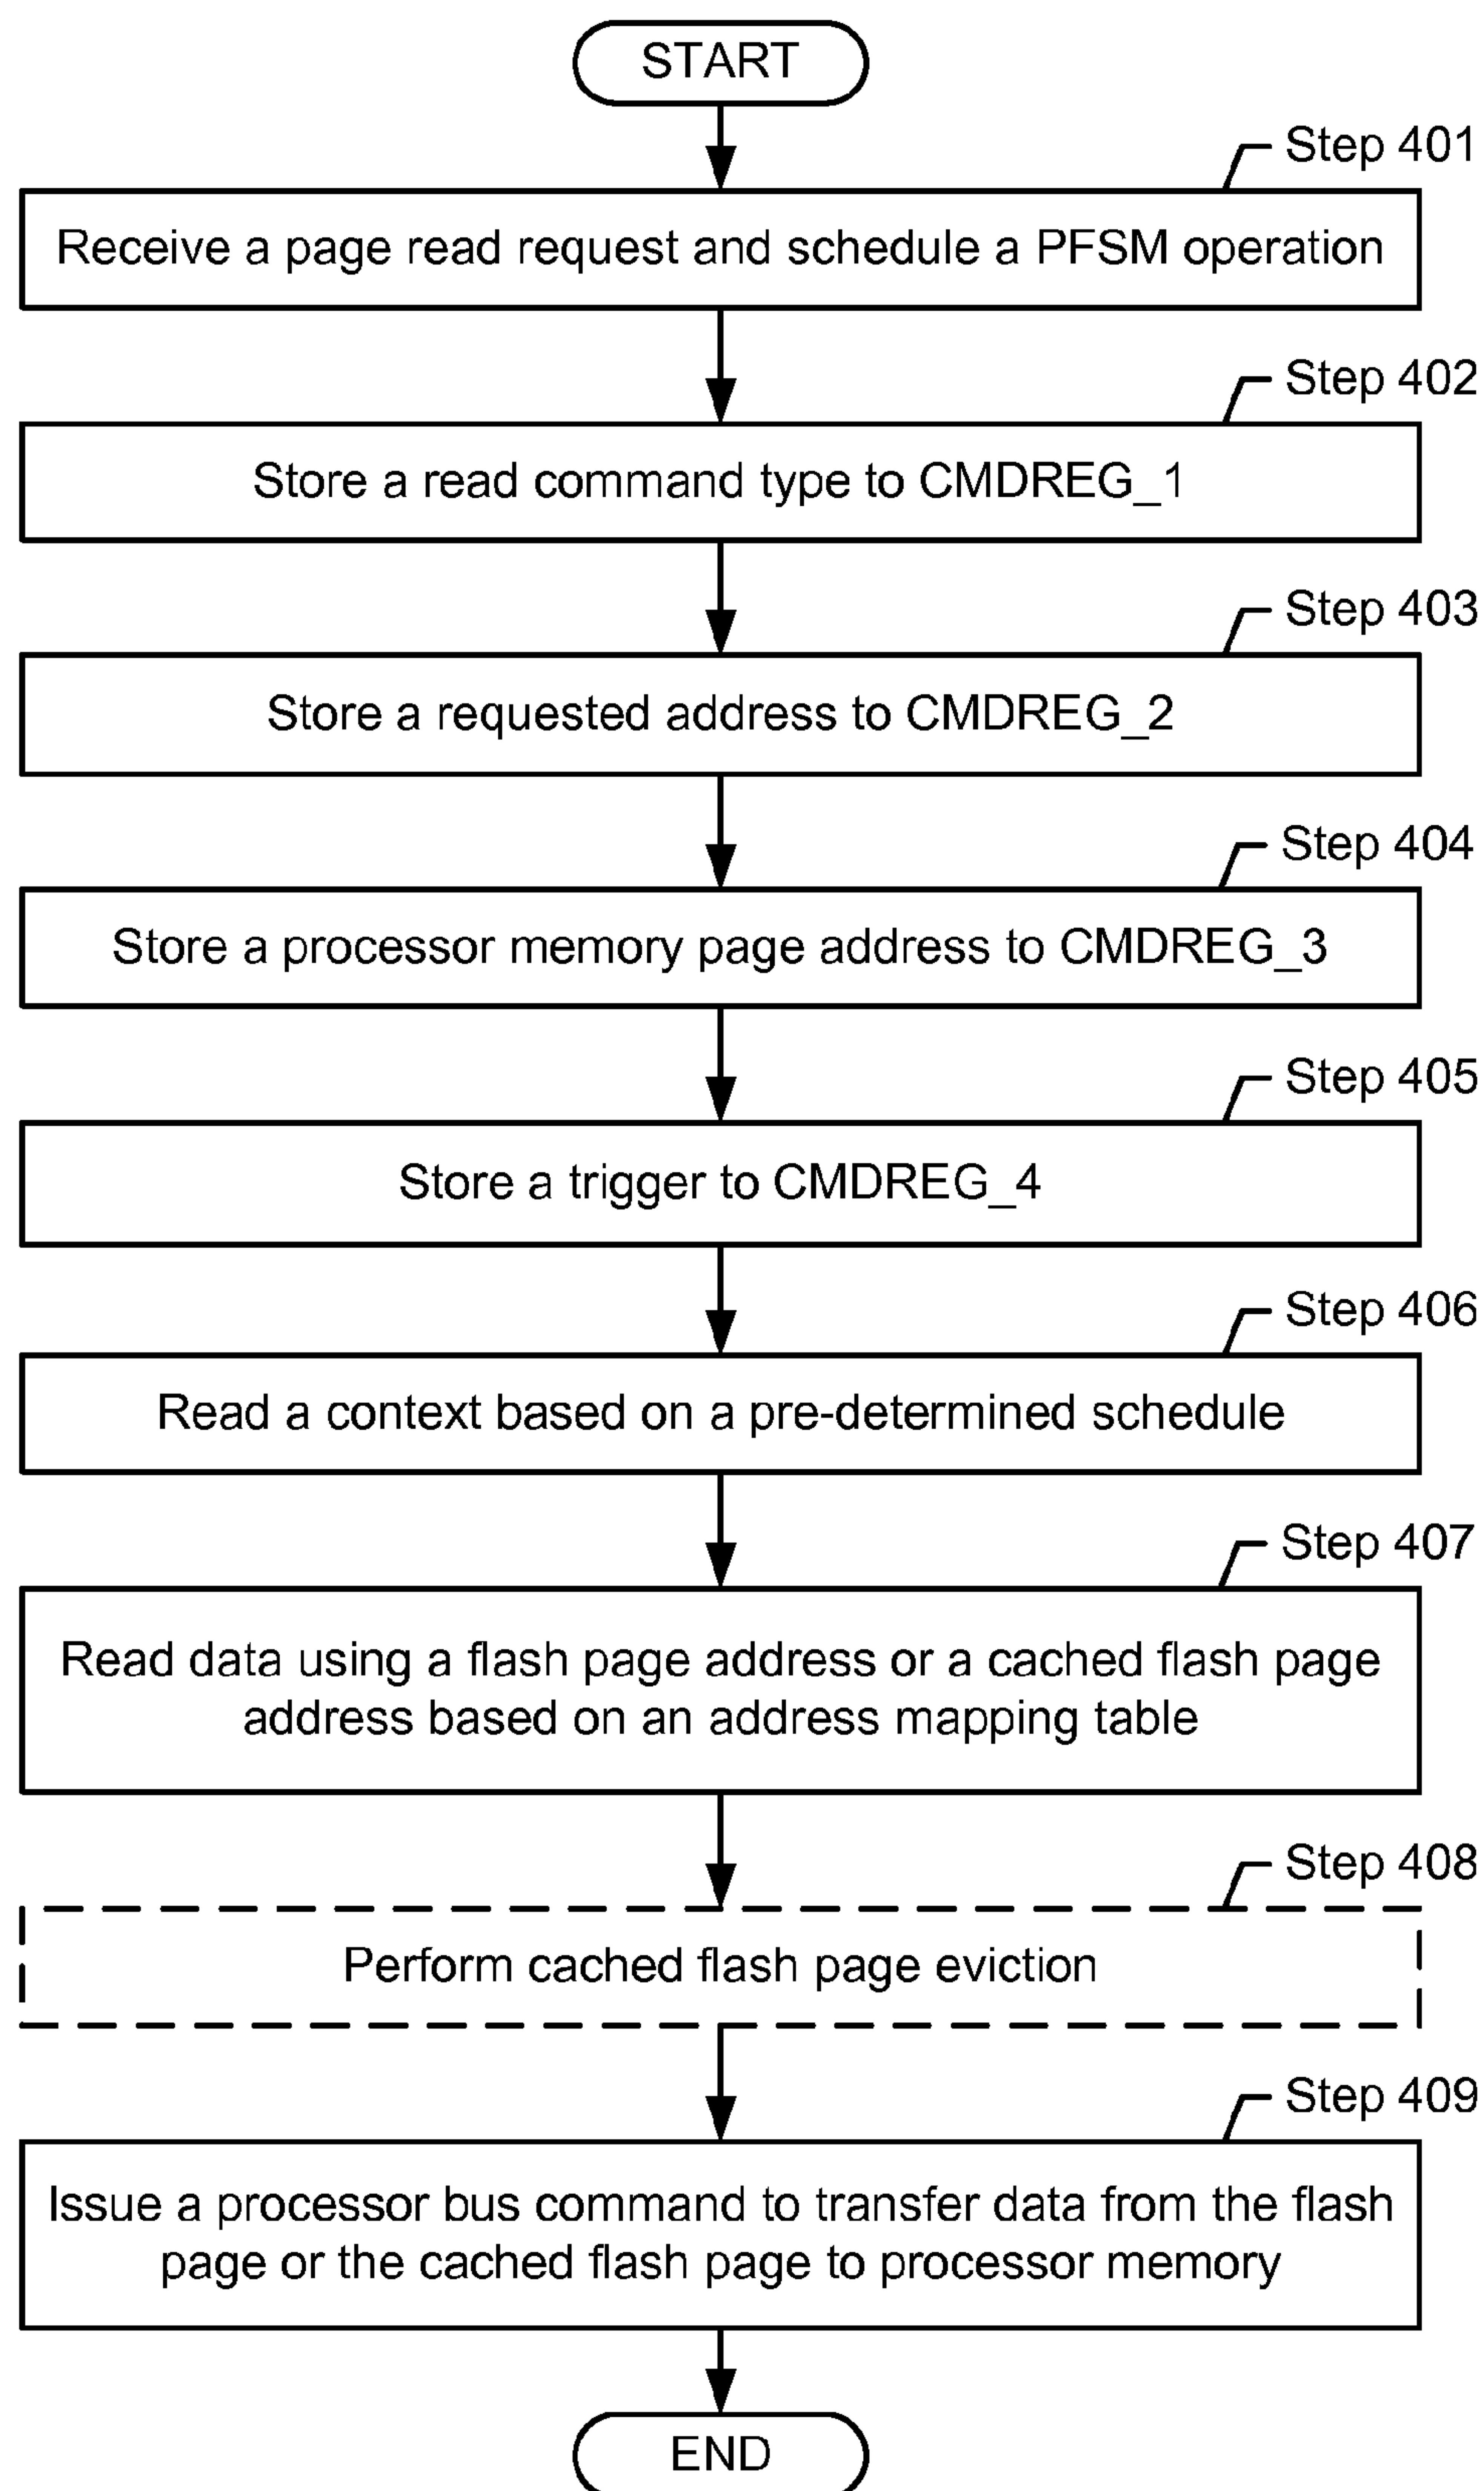 START
Step 401
Receive a page read request and schedule a PFSM operation
Step 402
Store a read command type to CMDREG_1
Step 403
Store a requested address to CMDREG_2
Step 404
Store a processor memory page address to CMDREG_3
Step 405
Store a trigger to CMDREG_4
Step 406
Read a context based on a pre-determined schedule
Step 407
Read data using a flash page address or a cached flash page
address based on an address mapping table
Step 408
Perform cached flash page eviction
Step 409
Issue a processor bus command to transfer data from the flash
page or the cached flash page to processor memory
END